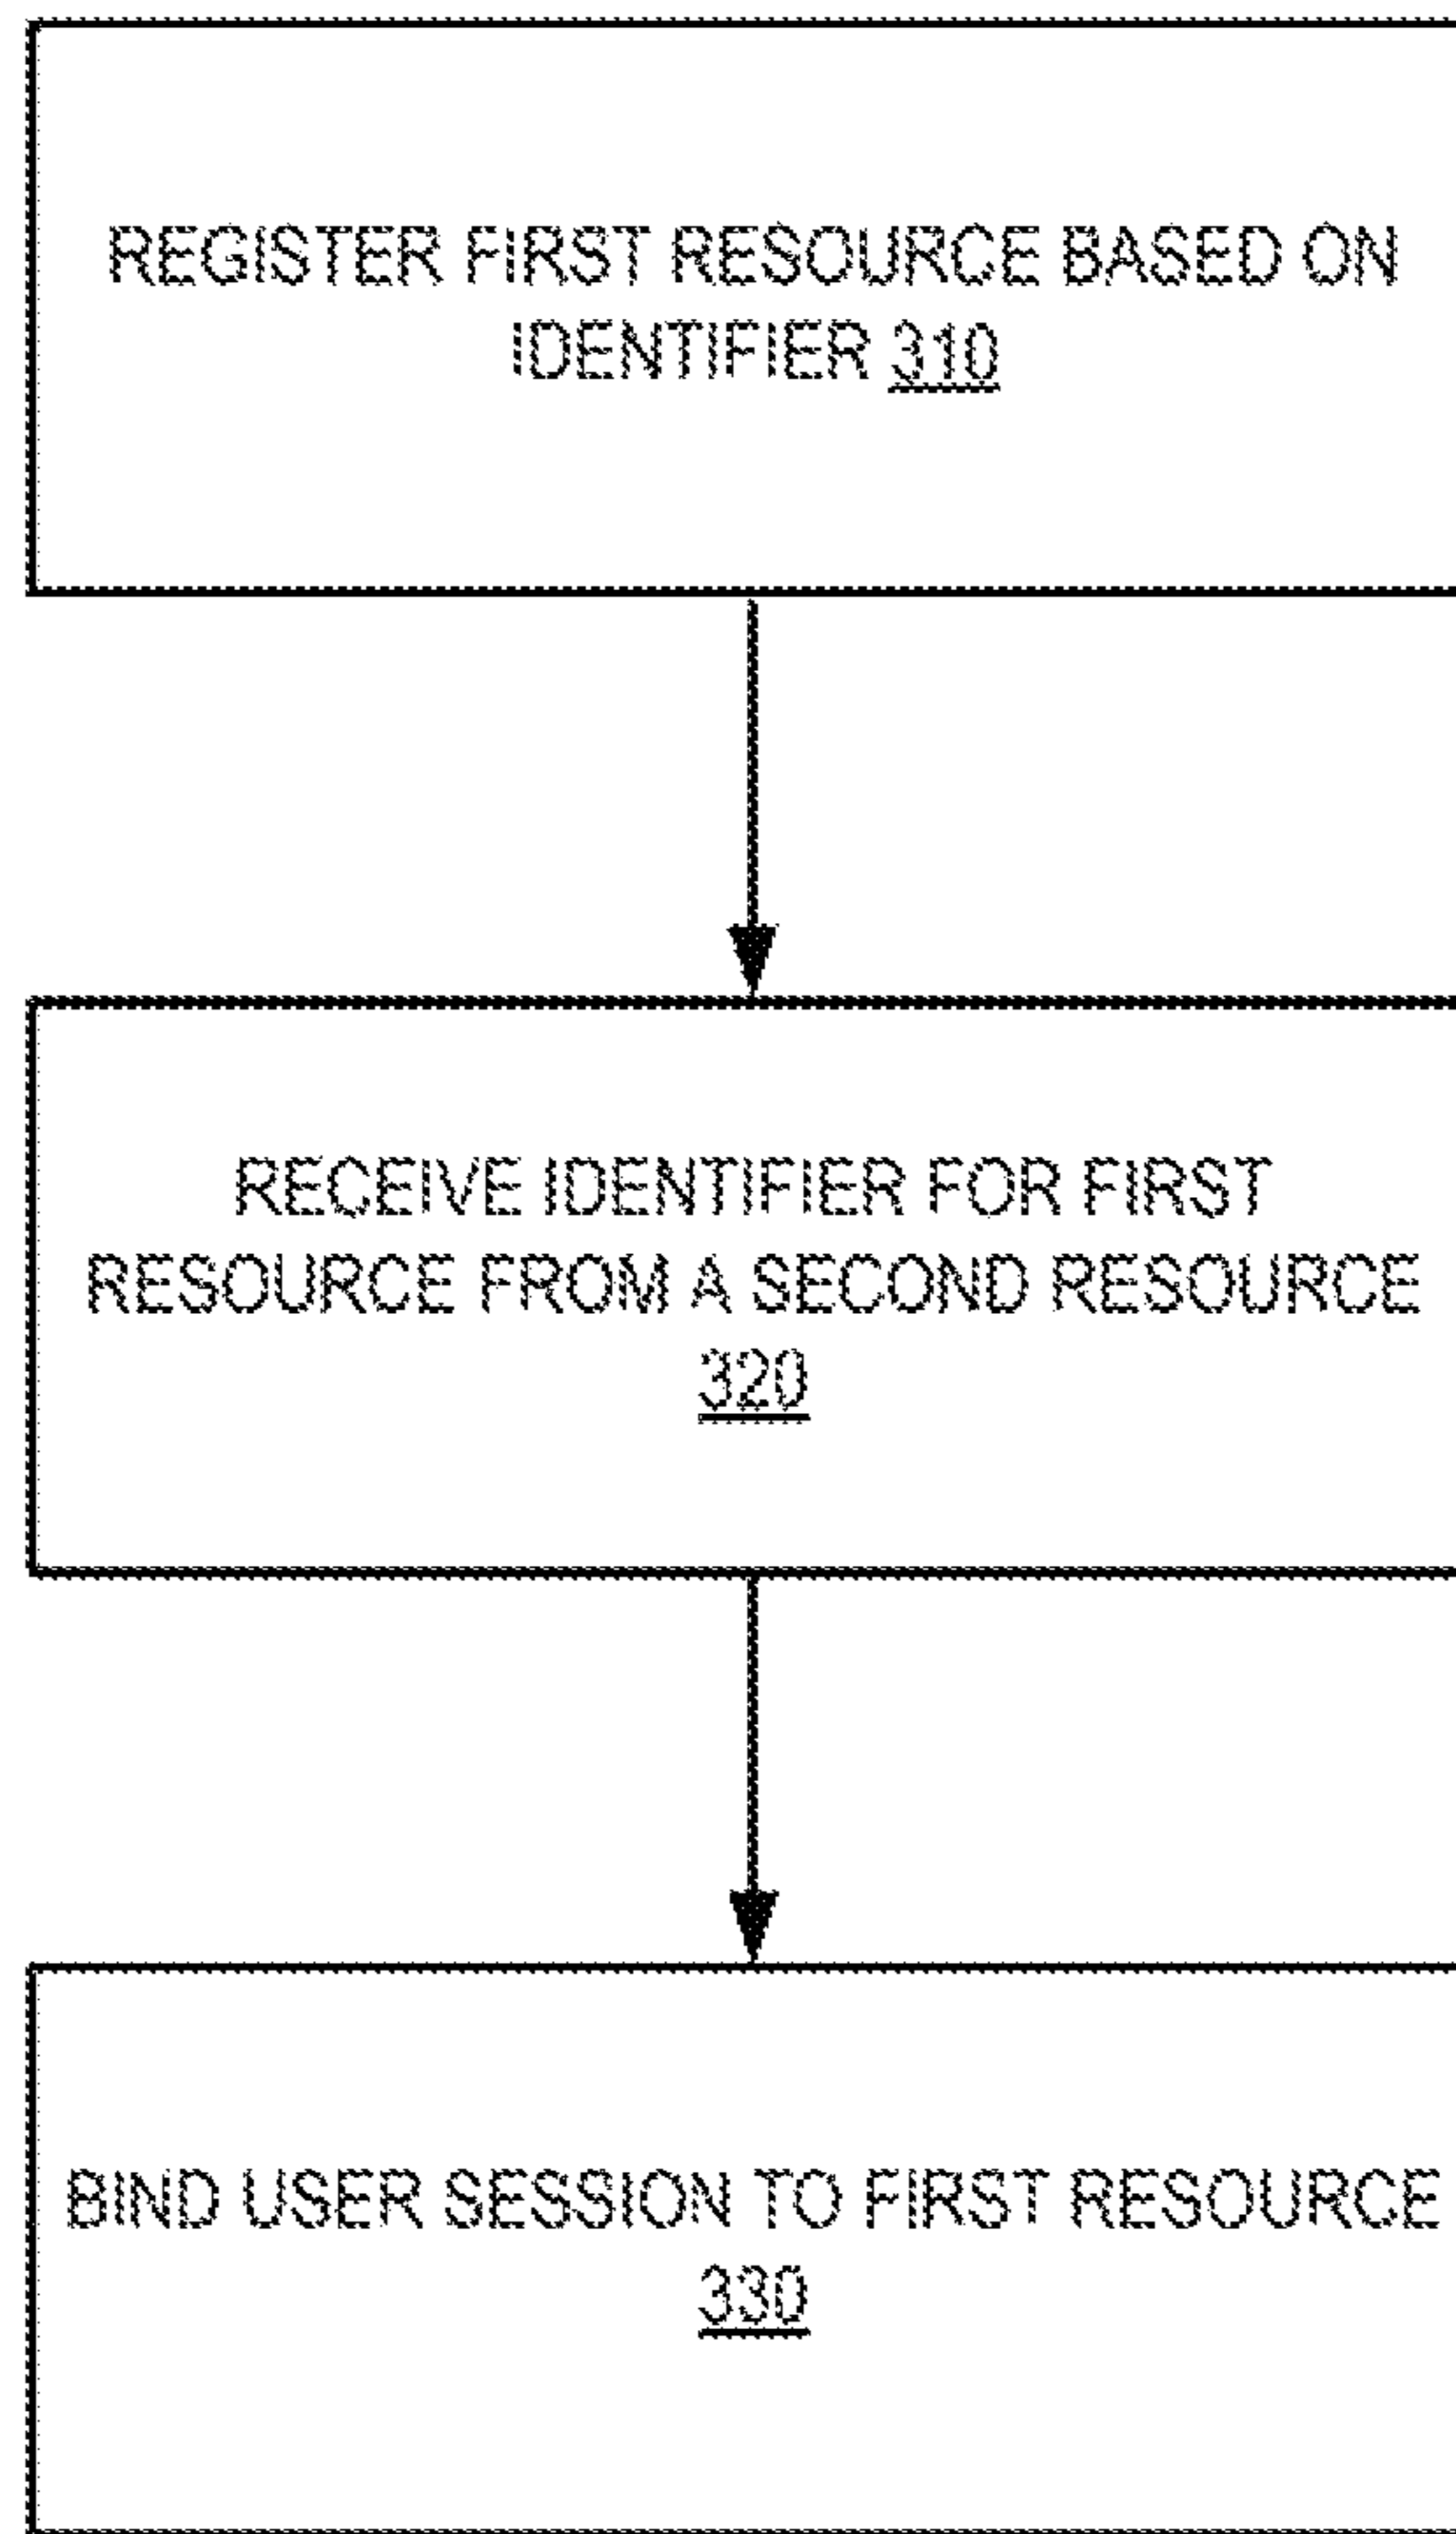 REGISTER FIRST RESOURCE BASED ON
IDENTIFIER 310
RECEIVE IDENTIFIER FOR FIRST
RESOURCE FROM A SECOND RESOURCE
320
BIND USER SESSION TO FIRST RESOURCE
330